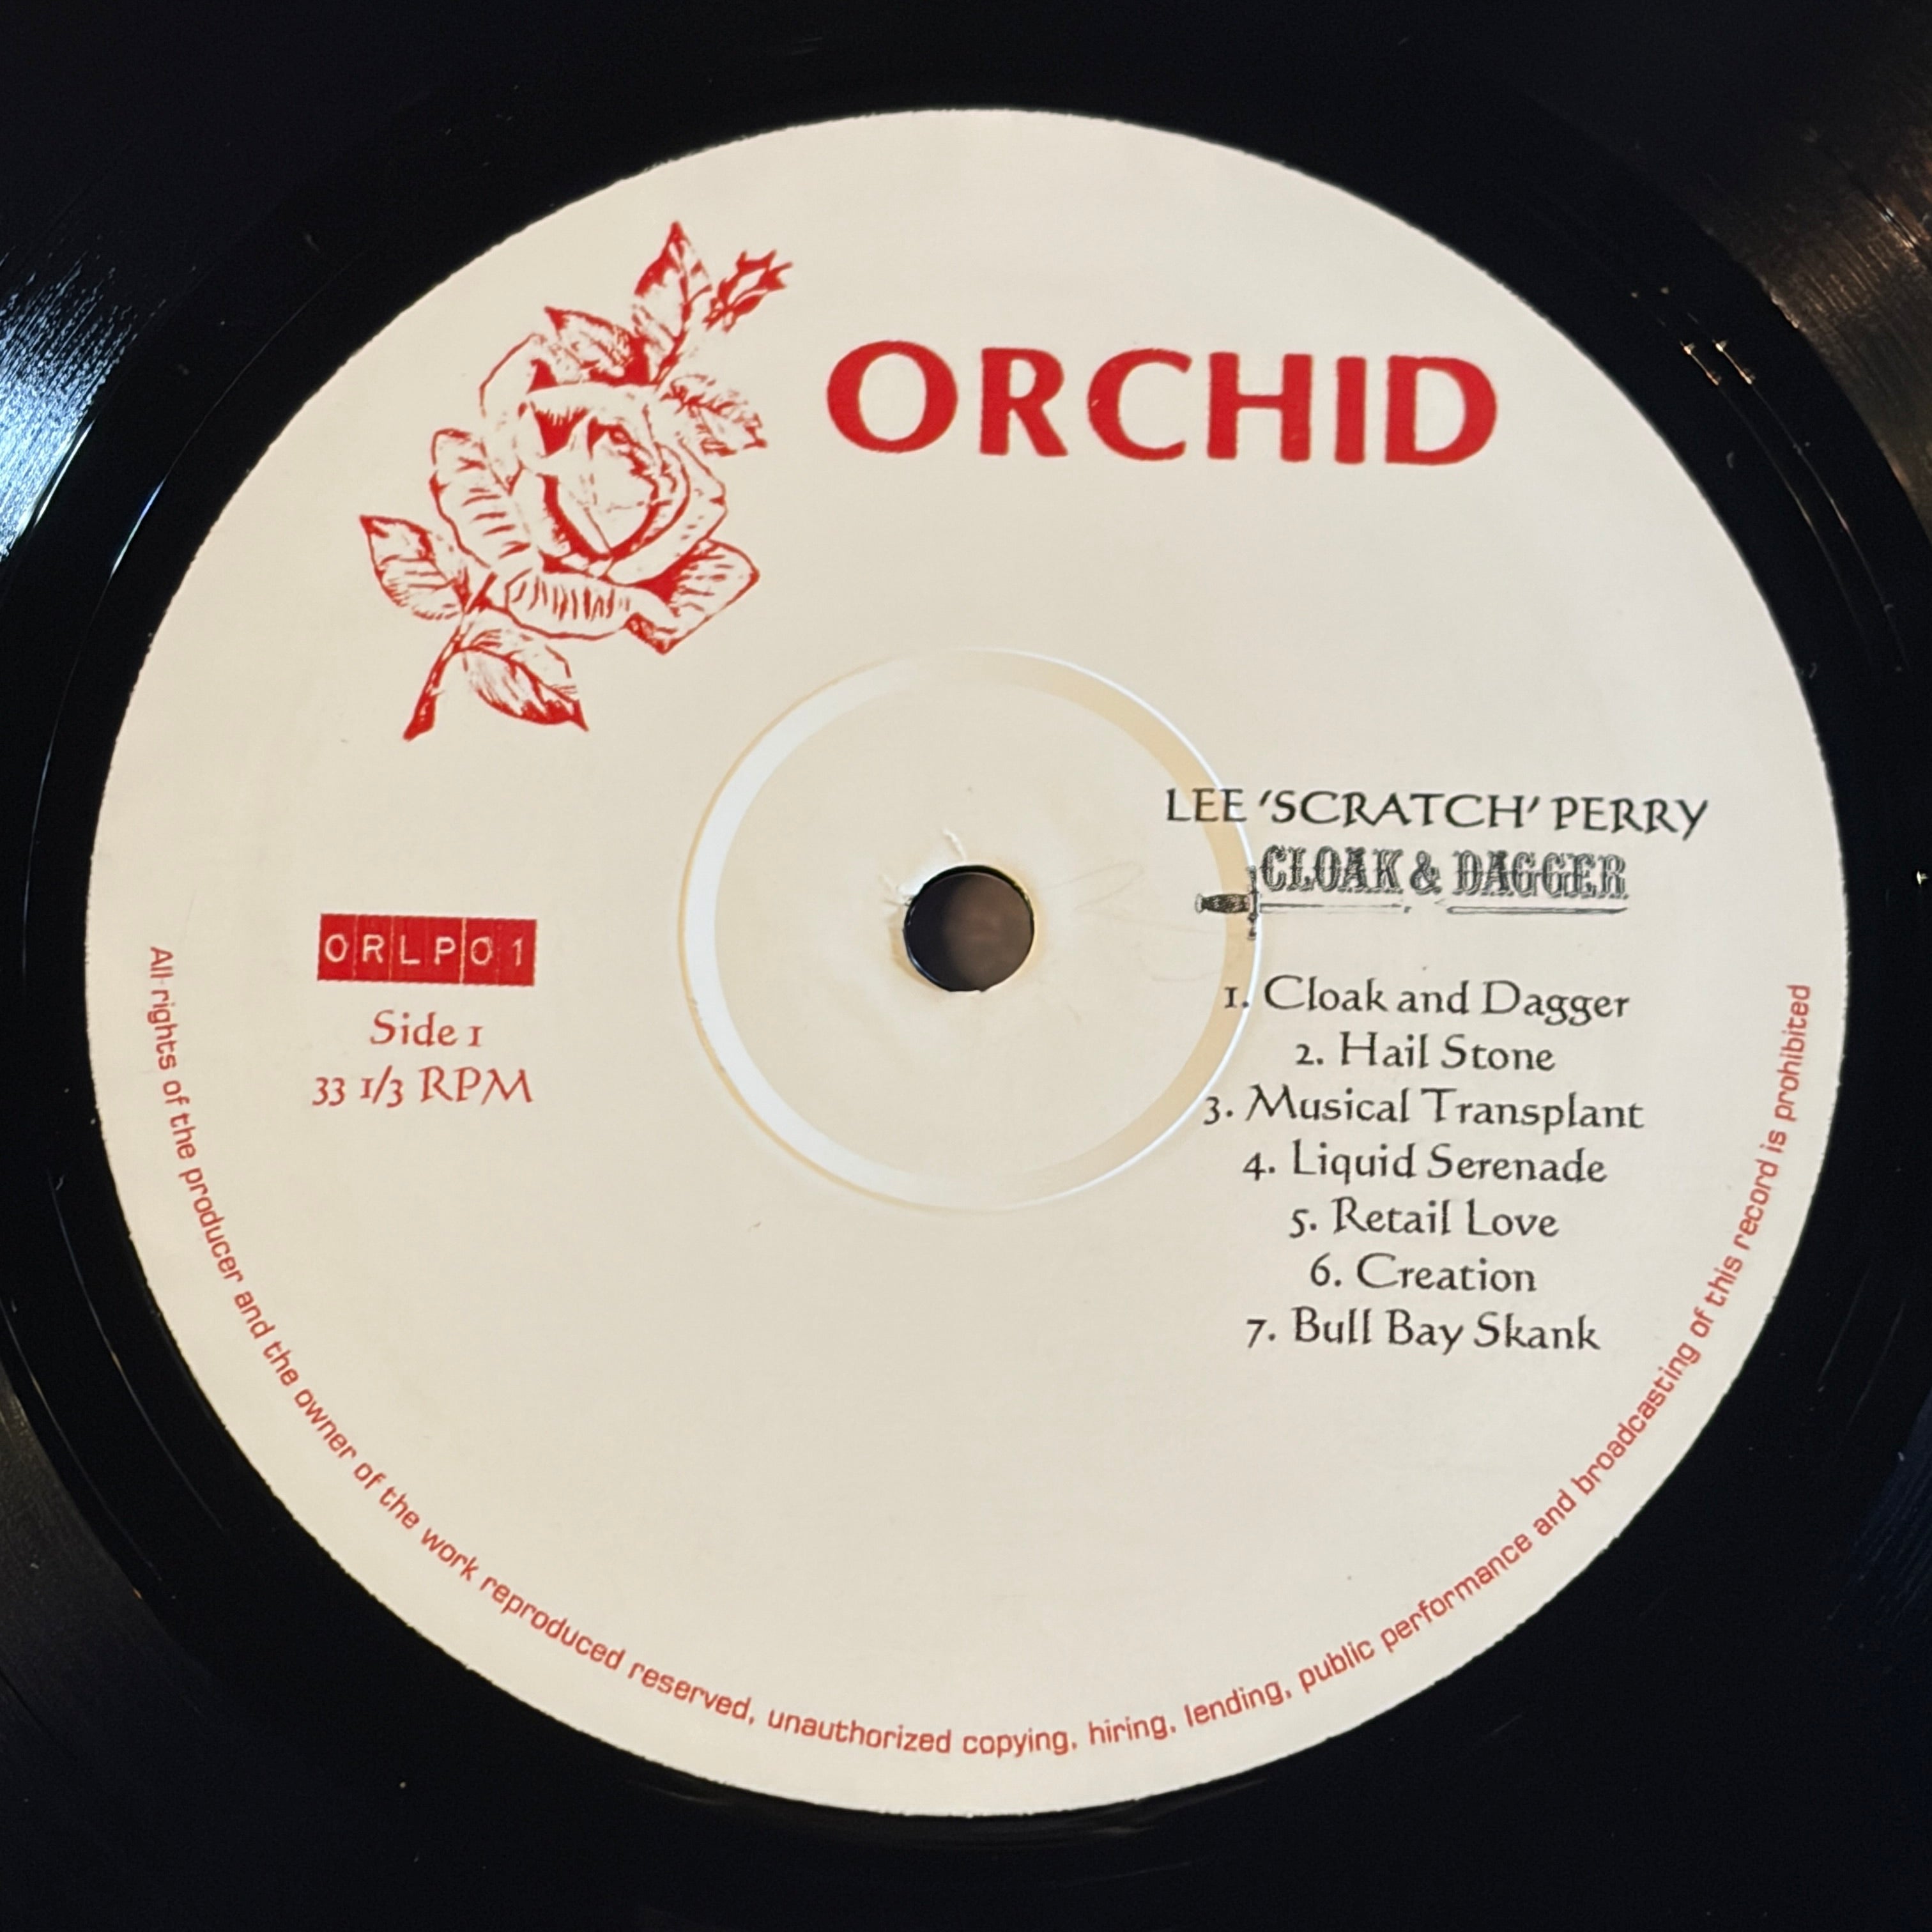 ORCHID
LEE 'SCRATCH' PERRY
CLOAK & DAGGER
ORLP01
Side 1
33 1/3 RPM
1. Cloak and Dagger
2. Hail Stone
3. Musical Transplant
4. Liquid Serenade
5. Retail Love
6. Creation
7. Bull Bay Skank
All rights of the producer and the owner of the work reproduced reserved, unauthorized copying, hiring, lending, public performance and broadcasting of this record is prohibited